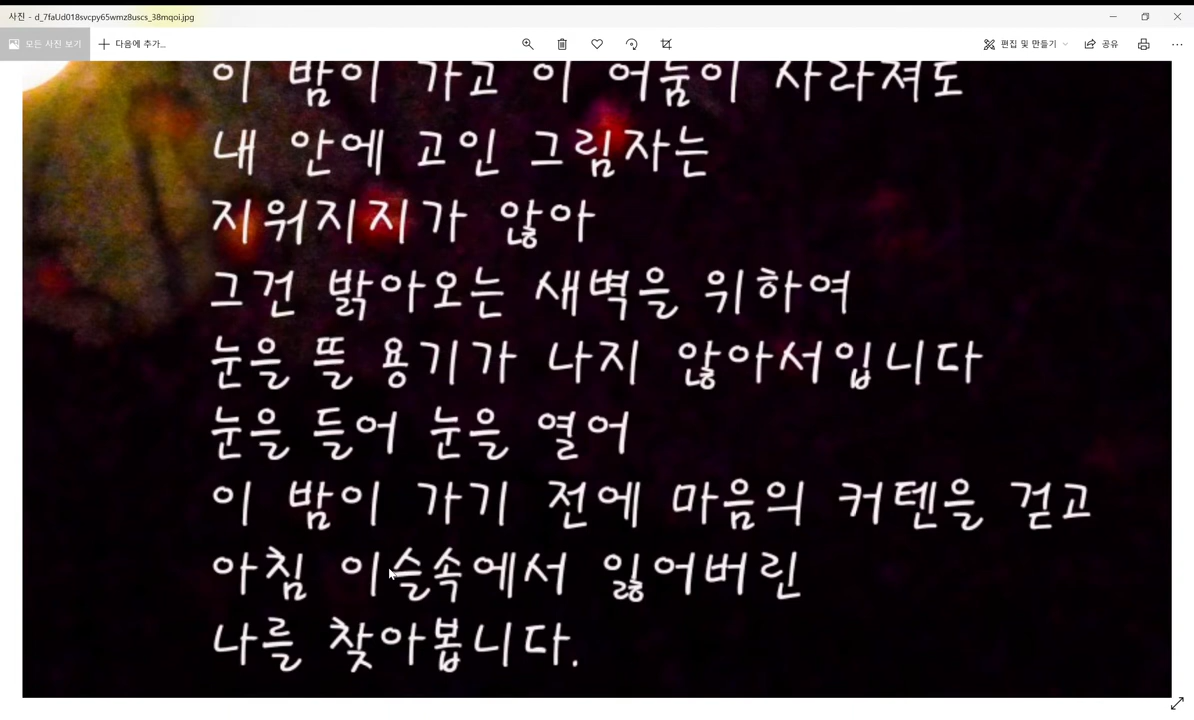 사진 - d_7faUd018svcpy65wmz8uscs_38mqoi.jpg
모든 사진 보기 다음에 추가... 편집 및 만들기 공유
이 밤이 가고 이 어둠이 사라져도
내 안에 고인 그림자는
지워지지가 않아
그건 밝아오는 새벽을 위하여
눈을 뜰 용기가 나지 않아서입니다
눈을 들어 눈을 열어
이 밤이 가기 전에 마음의 커텐을 걷고
아침 이슬속에서 잃어버린
나를 찾아봅니다.